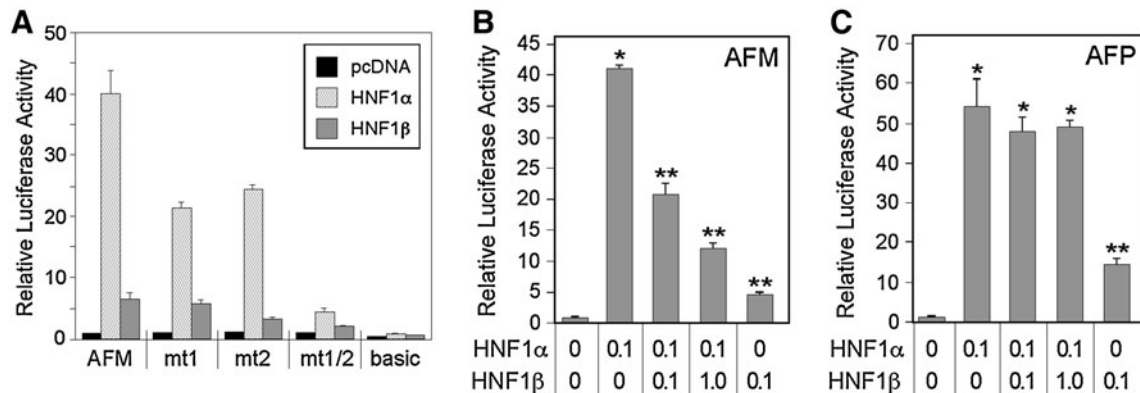 A
Relative Luciferase Activity
50
40
30
20
10
0
pcDNA
HNF1α
HNF1β
AFM mt1 mt2 mt1/2 basic
B
Relative Luciferase Activity
45
40
35
30
25
20
15
10
5
0
AFM
*
**
**
**
HNF1α 0 0.1 0.1 0.1 0
HNF1β 0 0 0.1 1.0 0.1
C
Relative Luciferase Activity
70
60
50
40
30
20
10
0
AFP
*
*
*
**
HNF1α 0 0.1 0.1 0.1 0
HNF1β 0 0 0.1 1.0 0.1